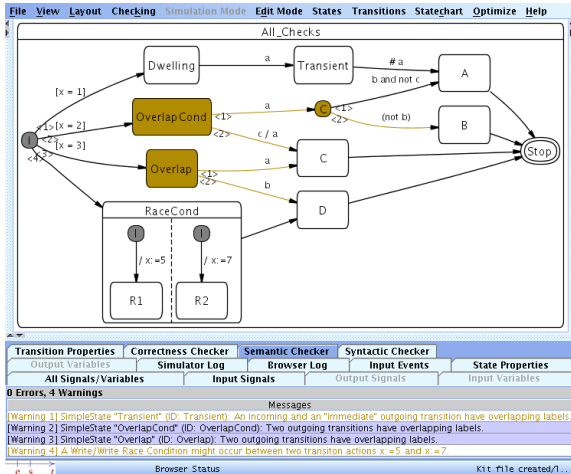 File View Layout Checking Simulation Mode Edit Mode States Transitions Statechart Optimize Help
All_Checks
Dwelling a Transient # a A
[x = 1] b and not c
OverlapCond <1> a C <1>
<2> <2> (not b) B
<1> [x = 2]
I <2> c / a
[x = 3] Stop
<3>
<4> Overlap <1> a C
<2> b
D
RaceCond
I I
/ x:=5 / x:=7
R1 R2
Transition Properties Correctness Checker Semantic Checker Syntactic Checker
Output Variables Simulator Log Browser Log Input Events State Properties
All Signals/Variables Input Signals Output Signals Input Variables
0 Errors, 4 Warnings
Messages
[Warning 1] SimpleState "Transient" (ID: Transient): An incoming and an "immediate" outgoing transition have overlapping labels.
[Warning 2] SimpleState "OverlapCond" (ID: OverlapCond): Two outgoing transitions have overlapping labels.
[Warning 3] SimpleState "Overlap" (ID: Overlap): Two outgoing transitions have overlapping labels.
[Warning 4] A Write/Write Race Condition might occur between two transiton actions x:=5 and x:=7.
e s t Browser Status Kit file created/l...